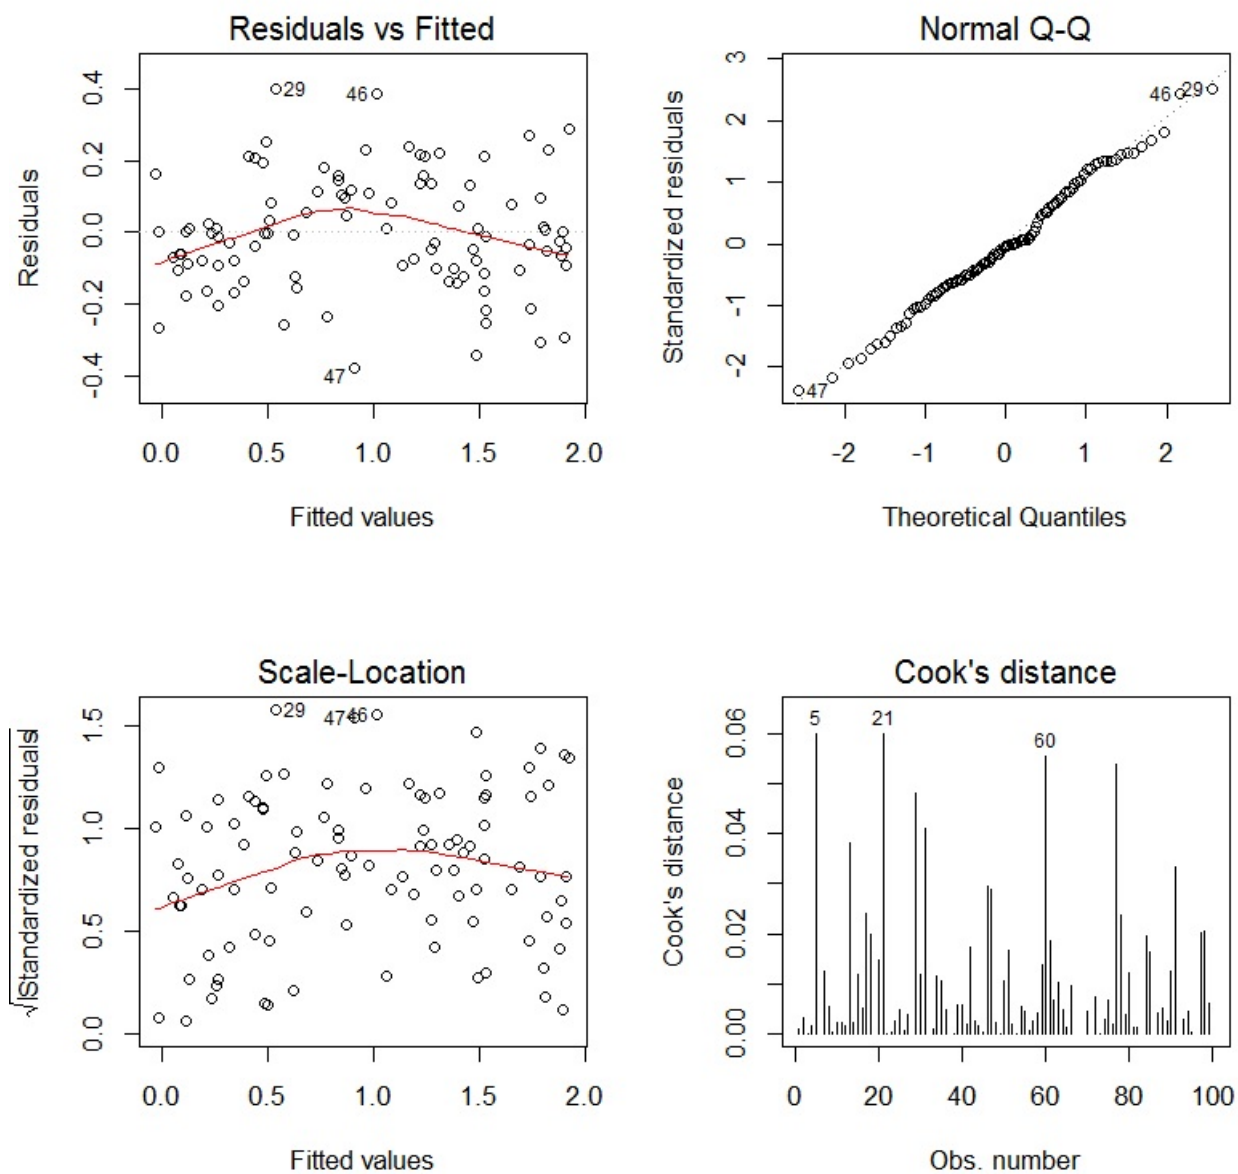 Residuals vs Fitted
Residuals
0.4
0.2
0.0
-0.2
-0.4
29
46
47
0.0 0.5 1.0 1.5 2.0
Fitted values
Normal Q-Q
Standardized residuals
3
2
1
0
-1
-2
46
29
47
-2 -1 0 1 2
Theoretical Quantiles
Scale-Location
√|Standardized residuals|
1.5
1.0
0.5
0.0
29
47
46
0.0 0.5 1.0 1.5 2.0
Fitted values
Cook's distance
Cook's distance
0.06
0.04
0.02
0.00
5
21
60
0 20 40 60 80 100
Obs. number